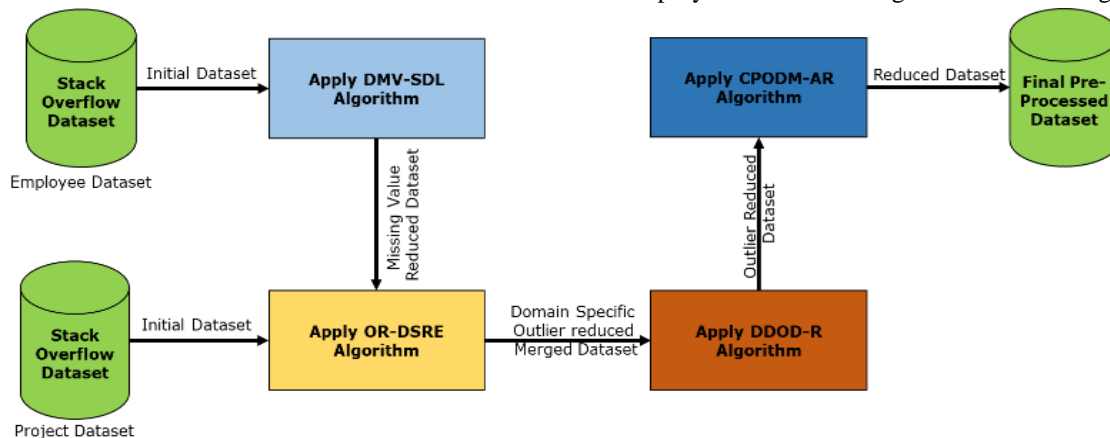 Stack
Overflow
Dataset
Employee Dataset
Initial Dataset
Apply DMV-SDL
Algorithm
Missing Value
Reduced Dataset
Stack
Overflow
Dataset
Project Dataset
Initial Dataset
Apply OR-DSRE
Algorithm
Domain Specific
Outlier reduced
Merged Dataset
Apply DDOD-R
Algorithm
Outlier Reduced
Dataset
Apply CPODM-AR
Algorithm
Reduced Dataset
Final Pre-
Processed
Dataset